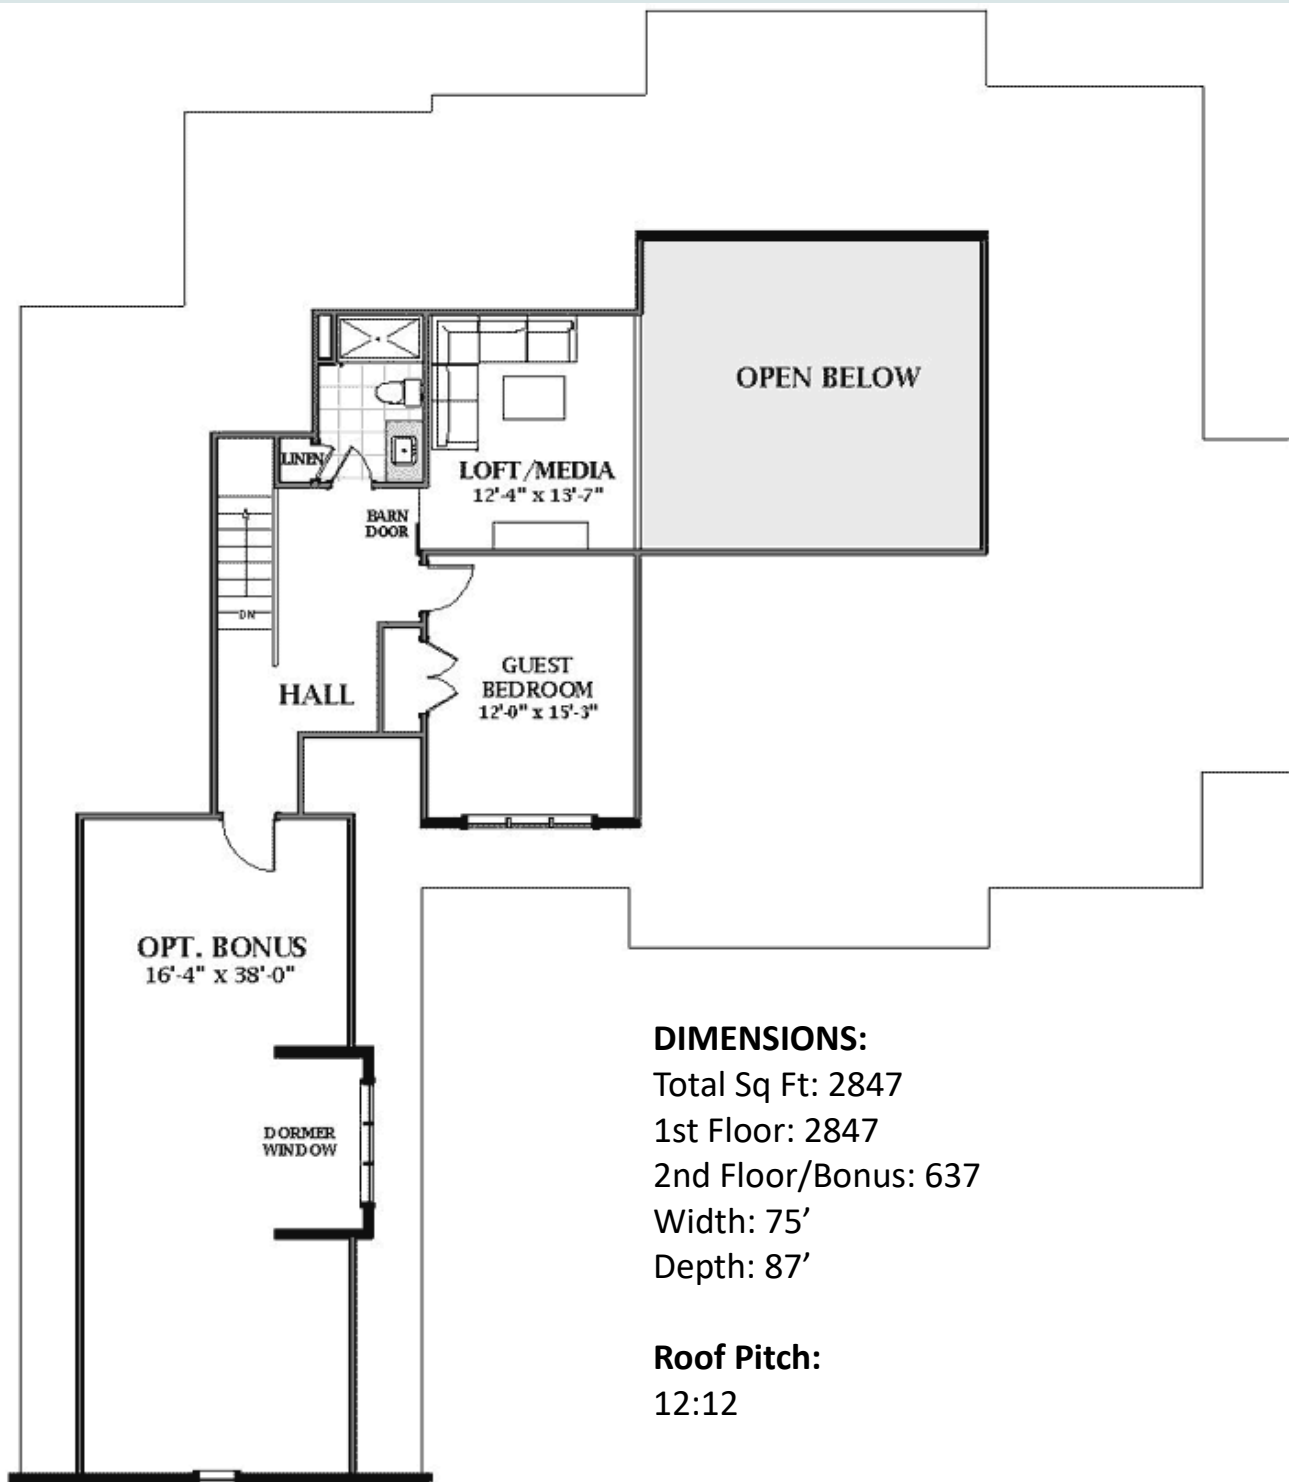 OPEN BELOW
LINEN
LOFT/MEDIA
12'-4" x 13'-7"
BARN
DOOR
DN
GUEST
BEDROOM
12'-0" x 15'-3"
HALL
OPT. BONUS
16'-4" x 38'-0"
DORMER
WINDOW
DIMENSIONS:
Total Sq Ft: 2847
1st Floor: 2847
2nd Floor/Bonus: 637
Width: 75’
Depth: 87’
Roof Pitch:
12:12